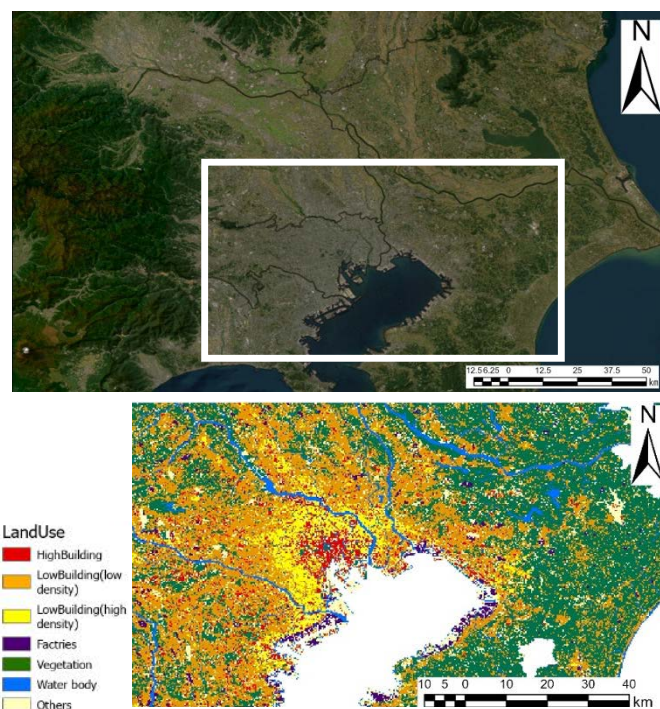 N
12.5 6.25 0 12.5 25 37.5 50
km
N
LandUse
HighBuilding
LowBuilding(low
density)
LowBuilding(high
density)
Factries
Vegetation
Water body
Others
10 5 0 10 20 30 40
km